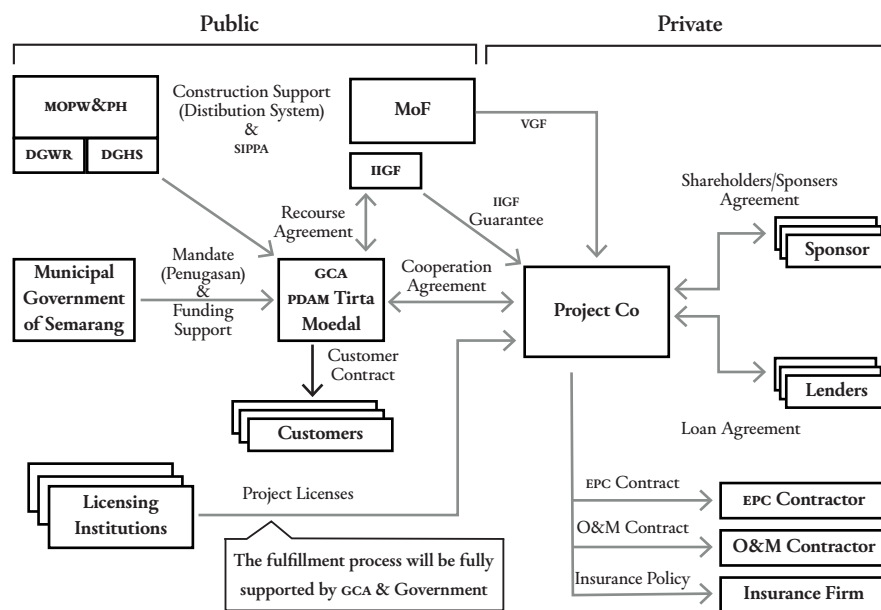 Public
Private
MOPW&PH
DGWR
DGHS
Construction Support
(Distibution System)
&
SIPPA
MoF
VGF
IIGF
Recourse
Agreement
IIGF
Guarantee
Shareholders/Sponsers
Agreement
Sponsor
Municipal
Government
of Semarang
Mandate
(Penugasan)
&
Funding
Support
GCA
PDAM Tirta
Moedal
Cooperation
Agreement
Project Co
Customer
Contract
Customers
Lenders
Loan Agreement
Licensing
Institutions
Project Licenses
The fulfillment process will be fully
supported by GCA & Government
EPC Contract
EPC Contractor
O&M Contract
O&M Contractor
Insurance Policy
Insurance Firm